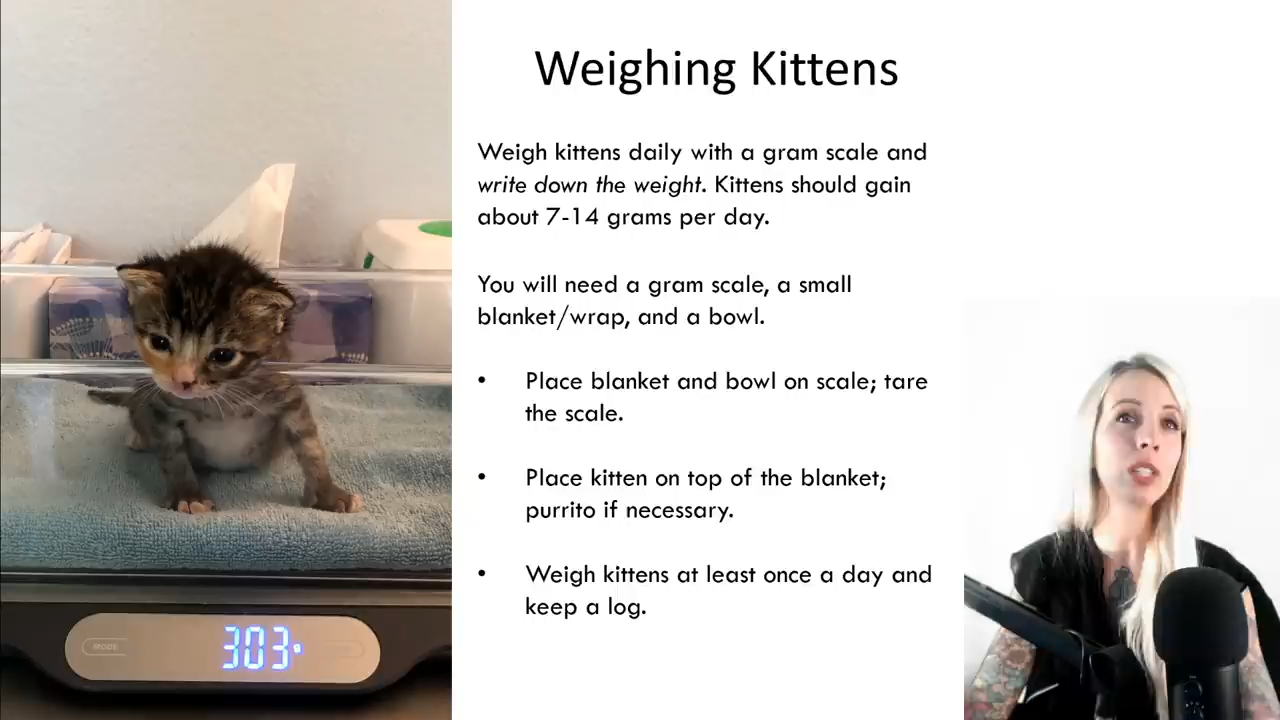 Weighing Kittens
Weigh kittens daily with a gram scale and
write down the weight. Kittens should gain
about 7-14 grams per day.
You will need a gram scale, a small
blanket/wrap, and a bowl.
• Place blanket and bowl on scale; tare
the scale.
• Place kitten on top of the blanket;
purrito if necessary.
• Weigh kittens at least once a day and
keep a log.
MODE
303